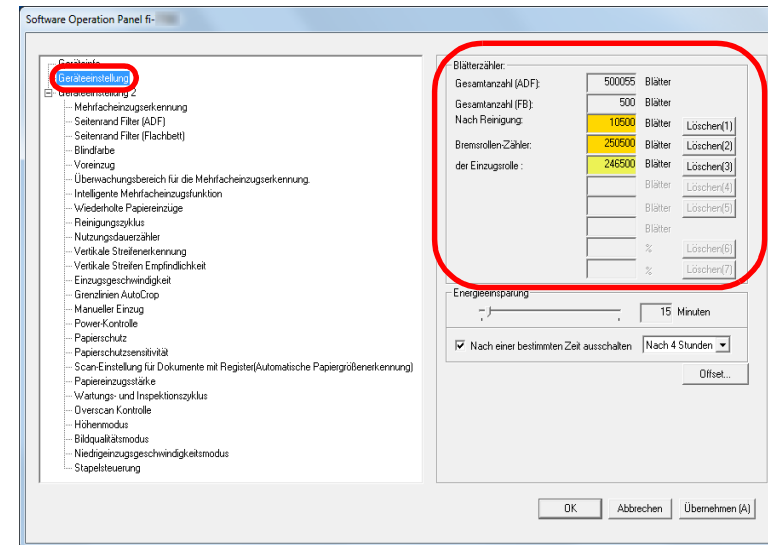 Software Operation Panel fi-
Geräteinfo
Geräteeinstellung
Geräteeinstellung 2
Mehrfacheinzugserkennung
Seitenrand Filter (ADF)
Seitenrand Filter (Flachbett)
Blindfarbe
Voreinzug
Überwachungsbereich für die Mehrfacheinzugserkennung.
Intelligente Mehrfacheinzugsfunktion
Wiederholte Papiereinzüge
Reinigungszyklus
Nutzungsdauerzähler
Vertikale Streifenerkennung
Vertikale Streifen Empfindlichkeit
Einzugsgeschwindigkeit
Grenzlinien AutoCrop
Manueller Einzug
Power-Kontrolle
Papierschutz
Papierschutzsensitivität
Scan-Einstellung für Dokumente mit Register(Automatische Papiergrößenerkennung)
Papiereinzugsstärke
Wartungs- und Inspektionszyklus
Overscan Kontrolle
Höhenmodus
Bildqualitätsmodus
Niedrigeinzugsgeschwindigkeitsmodus
Stapelsteuerung
Blätterzähler:
Gesamtanzahl (ADF): 500055 Blätter
Gesamtanzahl (FB): 500 Blätter
Nach Reinigung: 10500 Blätter Löschen(1)
Bremsrollen-Zähler: 250500 Blätter Löschen(2)
der Einzugsrolle : 246500 Blätter Löschen(3)
Blätter Löschen(4)
Blätter Löschen(5)
Blätter
% Löschen(6)
% Löschen(7)
Energieeinsparung
15 Minuten
Nach einer bestimmten Zeit ausschalten Nach 4 Stunden
Offset...
OK Abbrechen Übernehmen (A)